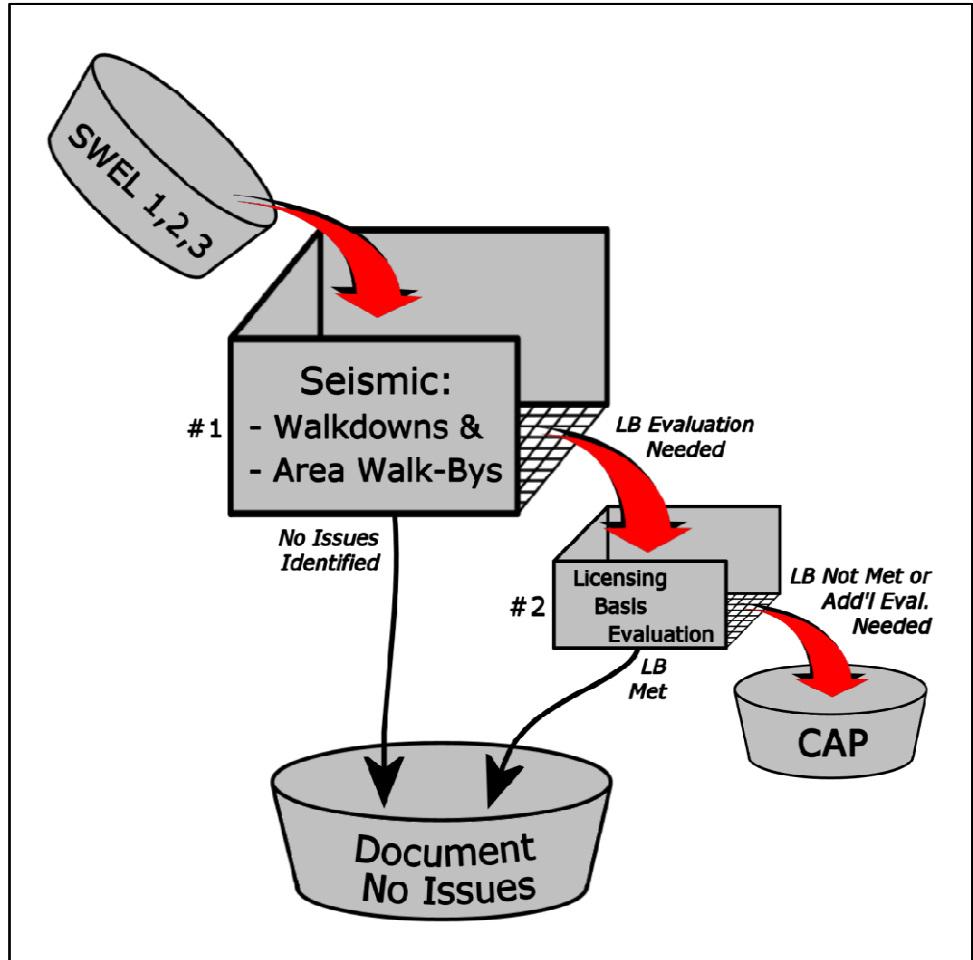 SWEL 1,2,3
#1
Seismic:
- Walkdowns &
- Area Walk-Bys
LB Evaluation
Needed
No Issues
Identified
#2
Licensing
Basis
Evaluation
LB Not Met or
Add'l Eval.
Needed
LB
Met
CAP
Document
No Issues